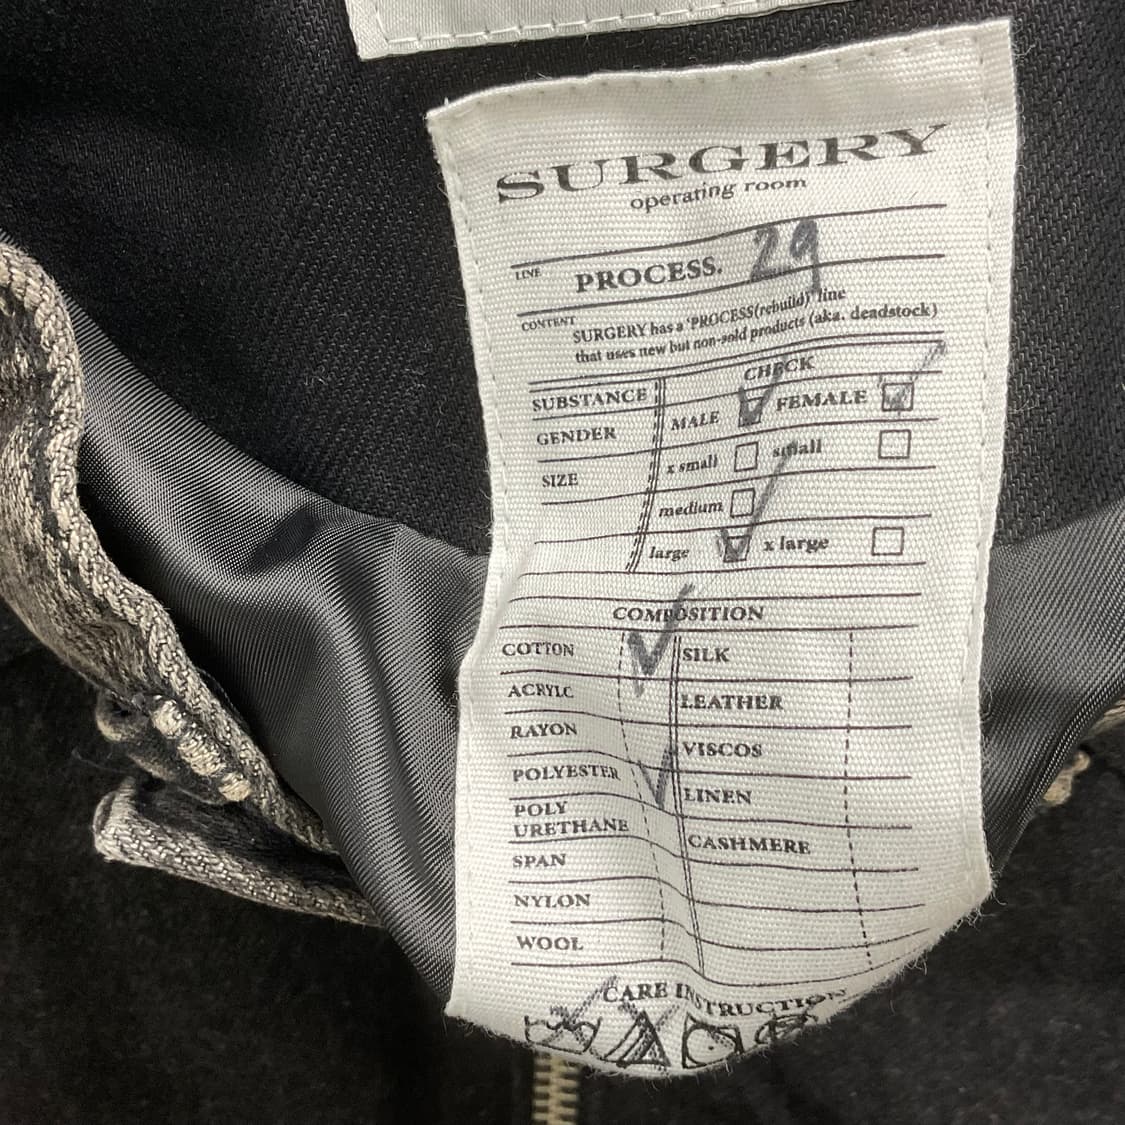 SURGERY
operating room
LINE PROCESS. 29
CONTENT SURGERY has a 'PROCESS(rebuild)' line
that uses new but non-sold products (aka. deadstock)
SUBSTANCE CHECK
GENDER MALE FEMALE
SIZE x small small
medium
large x large
COMPOSITION
COTTON SILK
ACRYLC LEATHER
RAYON VISCOS
POLYESTER LINEN
POLY
URETHANE CASHMERE
SPAN
NYLON
WOOL
CARE INSTRUCTION